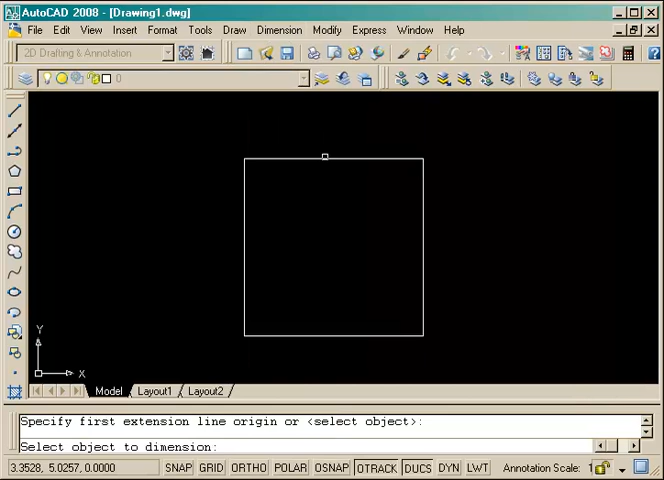 AutoCAD 2008 - [Drawing1.dwg]
File Edit View Insert Format Tools Draw Dimension Modify Express Window Help
2D Drafting & Annotation
0
Y
X
Model Layout1 Layout2
Specify first extension line origin or <select object>:
Select object to dimension:
3.3528, 5.0257, 0.0000 SNAP GRID ORTHO POLAR OSNAP OTRACK DUCS DYN LWT Annotation Scale: 1